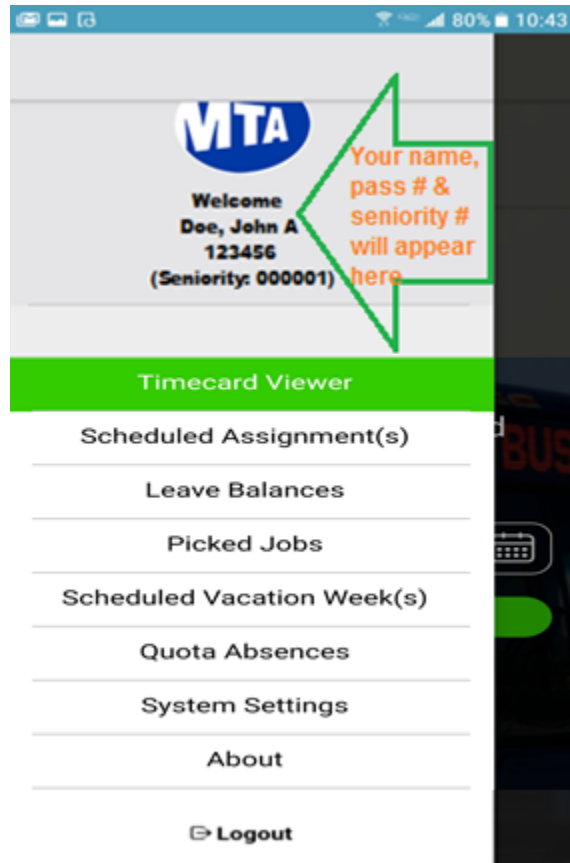 80% 10:43
MTA
Welcome
Doe, John A
123456
(Seniority: 000001)
Your name,
pass # &
seniority #
will appear
here
Timecard Viewer
Scheduled Assignment(s)
Leave Balances
Picked Jobs
Scheduled Vacation Week(s)
Quota Absences
System Settings
About
Logout
d
BUS